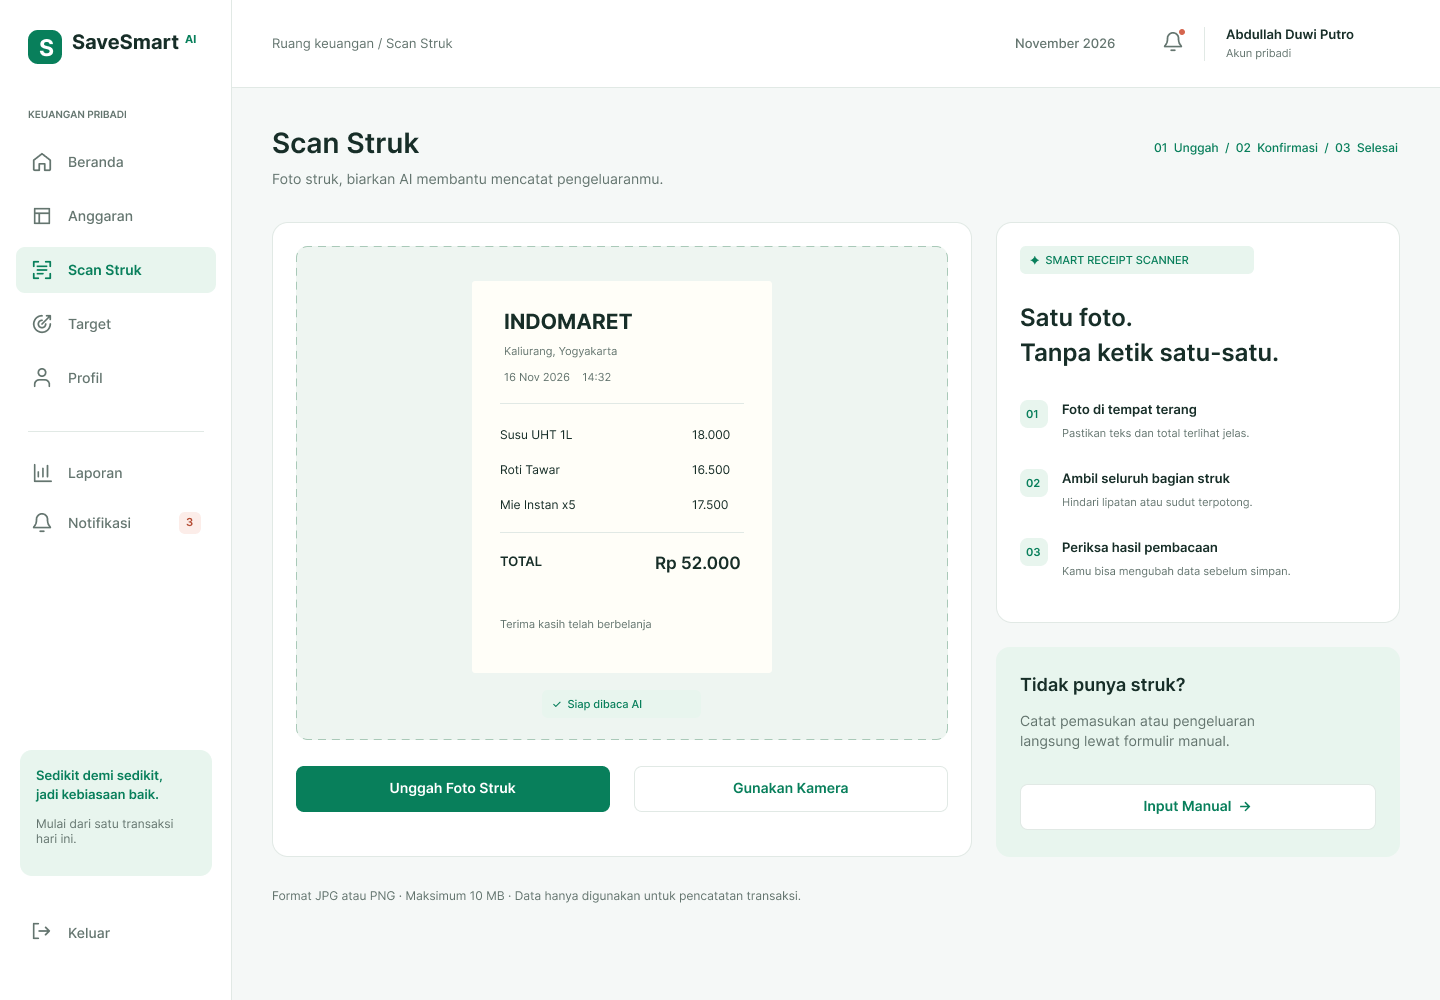 S SaveSmart AI
KEUANGAN PRIBADI
Beranda
Anggaran
Scan Struk
Target
Profil
Laporan
Notifikasi 3
Sedikit demi sedikit,
jadi kebiasaan baik.
Mulai dari satu transaksi
hari ini.
Keluar
Ruang keuangan / Scan Struk
November 2026
Abdullah Duwi Putro
Akun pribadi
Scan Struk
Foto struk, biarkan AI membantu mencatat pengeluaranmu.
01 Unggah / 02 Konfirmasi / 03 Selesai
INDOMARET
Kaliurang, Yogyakarta
16 Nov 2026 14:32
Susu UHT 1L 18.000
Roti Tawar 16.500
Mie Instan x5 17.500
TOTAL Rp 52.000
Terima kasih telah berbelanja
✓ Siap dibaca AI
Unggah Foto Struk
Gunakan Kamera
✦ SMART RECEIPT SCANNER
Satu foto.
Tanpa ketik satu-satu.
01 Foto di tempat terang
Pastikan teks dan total terlihat jelas.
02 Ambil seluruh bagian struk
Hindari lipatan atau sudut terpotong.
03 Periksa hasil pembacaan
Kamu bisa mengubah data sebelum simpan.
Tidak punya struk?
Catat pemasukan atau pengeluaran
langsung lewat formulir manual.
Input Manual →
Format JPG atau PNG · Maksimum 10 MB · Data hanya digunakan untuk pencatatan transaksi.